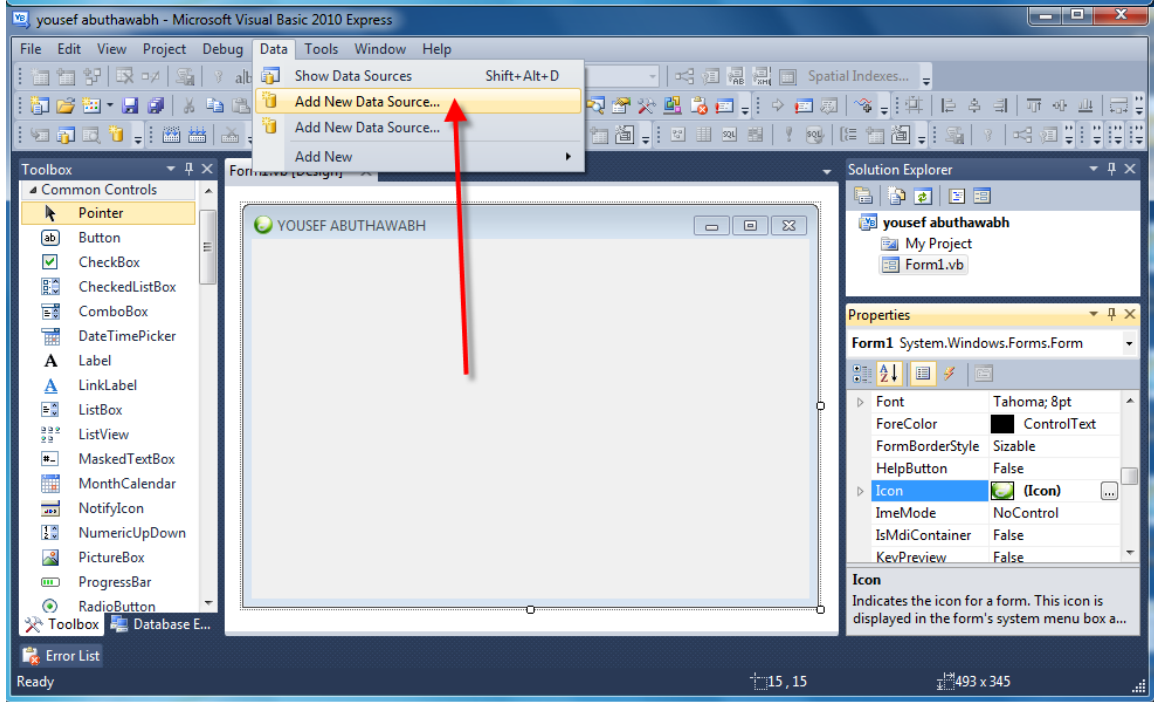 yousef abuthawabh - Microsoft Visual Basic 2010 Express
File Edit View Project Debug Data Tools Window Help
Show Data Sources Shift+Alt+D
Add New Data Source...
Add New Data Source...
Add New
Spatial Indexes...
Toolbox
Common Controls
Pointer
Button
CheckBox
CheckedListBox
ComboBox
DateTimePicker
Label
LinkLabel
ListBox
ListView
MaskedTextBox
MonthCalendar
NotifyIcon
NumericUpDown
PictureBox
ProgressBar
RadioButton
Toolbox Database E...
Form1.vb [Design]
YOUSEF ABUTHAWABH
Solution Explorer
yousef abuthawabh
My Project
Form1.vb
Properties
Form1 System.Windows.Forms.Form
Font Tahoma; 8pt
ForeColor ControlText
FormBorderStyle Sizable
HelpButton False
Icon (Icon) ...
ImeMode NoControl
IsMdiContainer False
KeyPreview False
Icon
Indicates the icon for a form. This icon is
displayed in the form's system menu box a...
Error List
Ready 15 , 15 493 x 345